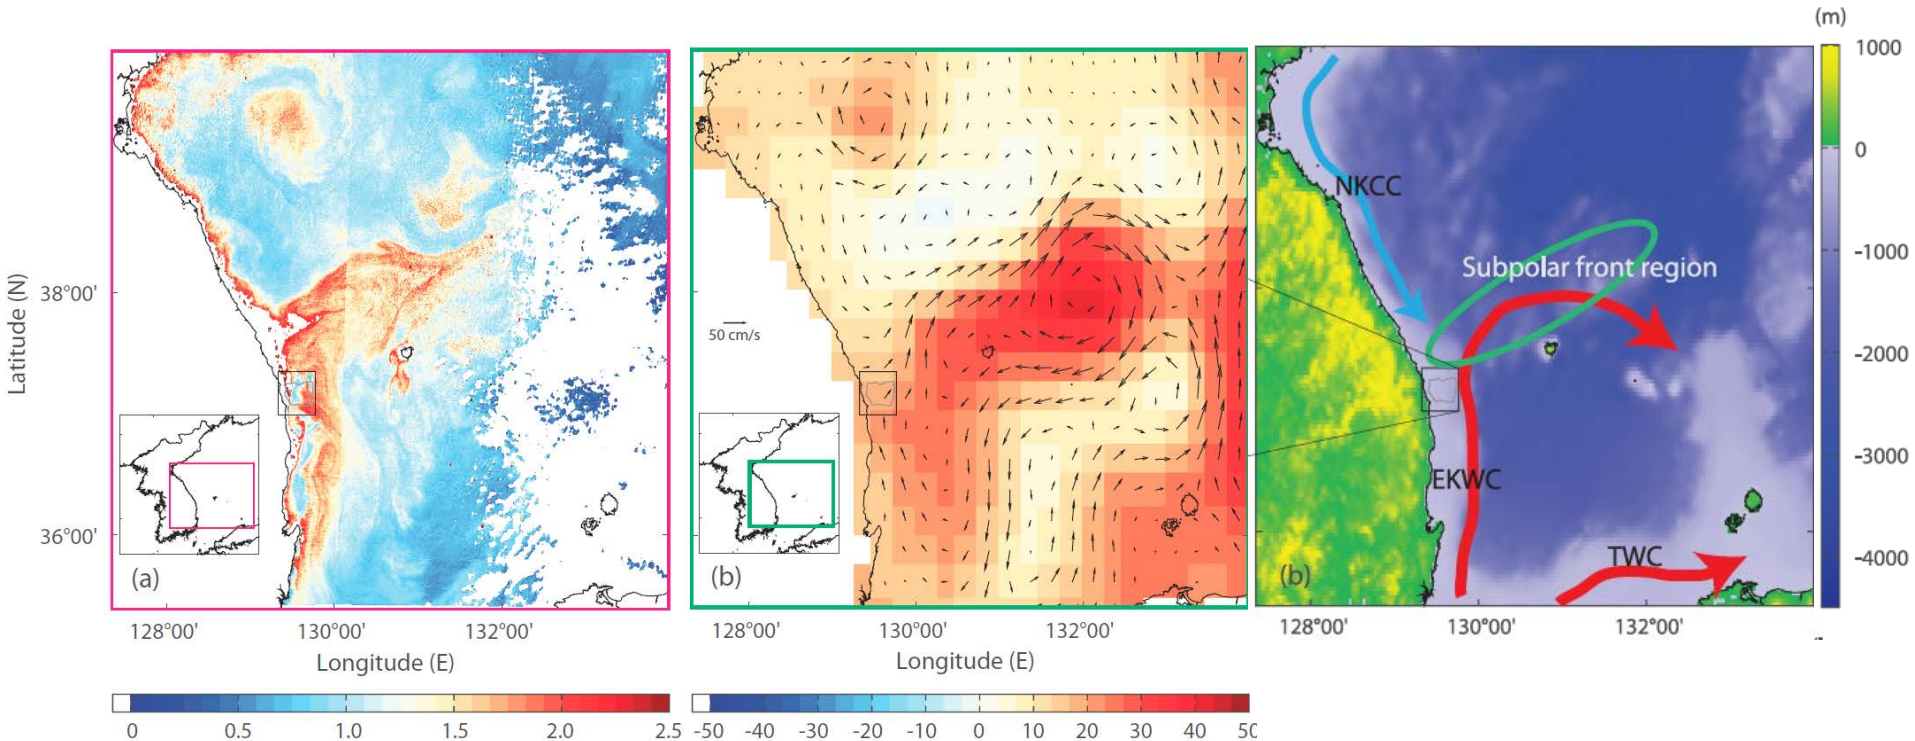 (m)
1000
0
-1000
-2000
-3000
-4000
NKCC
Subpolar front region
EKWC
TWC
(b)
128°00'
130°00'
132°00'
Latitude (N)
38°00'
36°00'
(a)
128°00'
130°00'
132°00'
Longitude (E)
0
0.5
1.0
1.5
2.0
2.5
50 cm/s
(b)
128°00'
130°00'
132°00'
Longitude (E)
-50
-40
-30
-20
-10
0
10
20
30
40
50